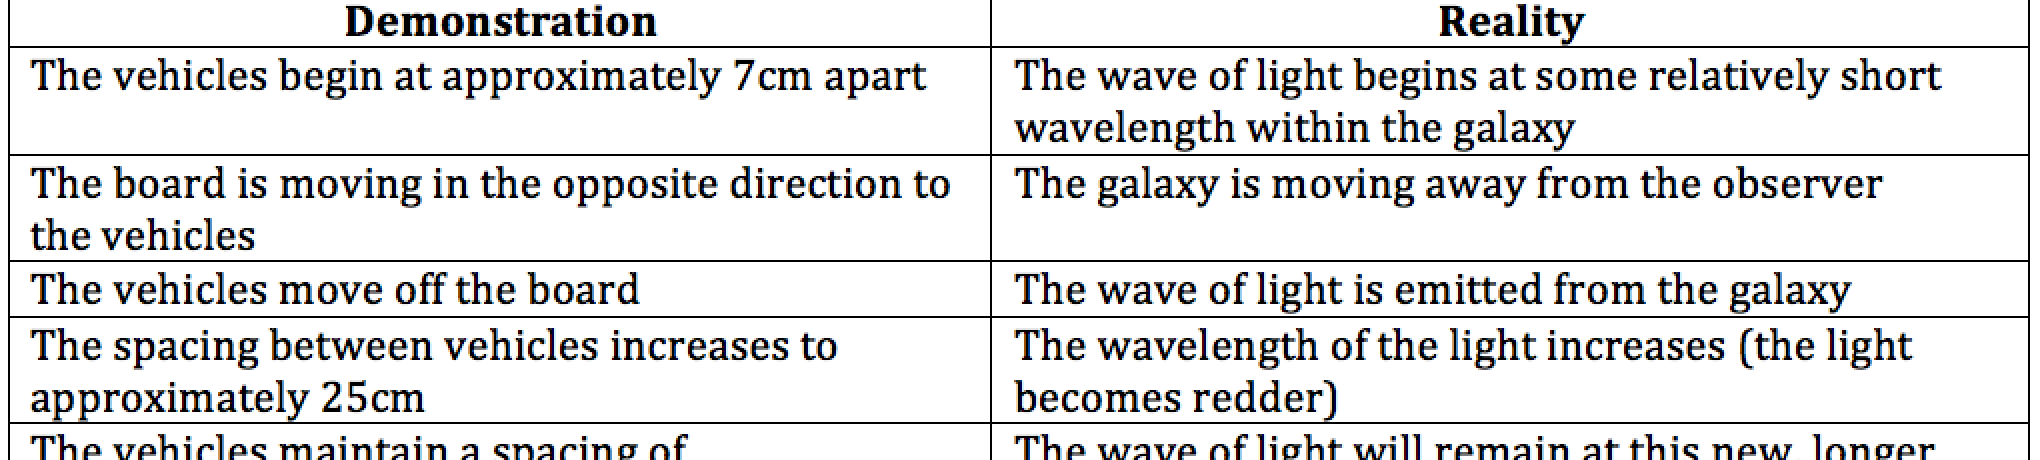 Demonstration Reality
The vehicles begin at approximately 7cm apart
The wave of light begins at some relatively short
wavelength within the galaxy
The board is moving in the opposite direction to
the vehicles
The galaxy is moving away from the observer
The vehicles move off the board
The wave of light is emitted from the galaxy
The spacing between vehicles increases to
approximately 25cm
The wavelength of the light increases (the light
becomes redder)
The vehicles maintain a spacing of
The wave of light will remain at this new, longer